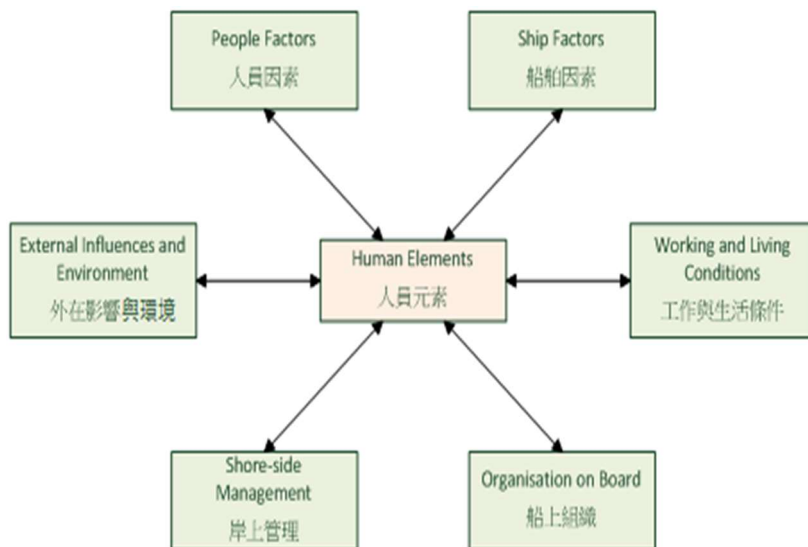 People Factors
人員因素
Ship Factors
船舶因素
External Influences and
Environment
外在影響與環境
Human Elements
人員元素
Working and Living
Conditions
工作與生活條件
Shore-side
Management
岸上管理
Organisation on Board
船上組織